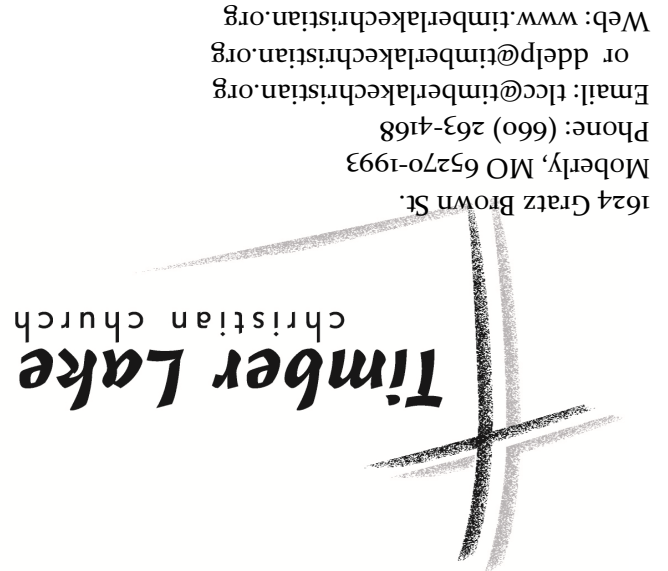 Timber Lake
christian church
1624 Gratz Brown St.
Moberly, MO 65270-1993
Phone: (660) 263-4168
Email: tlcc@timberlakechristian.org
or ddelp@timberlakechristian.org
Web: www.timberlakechristian.org